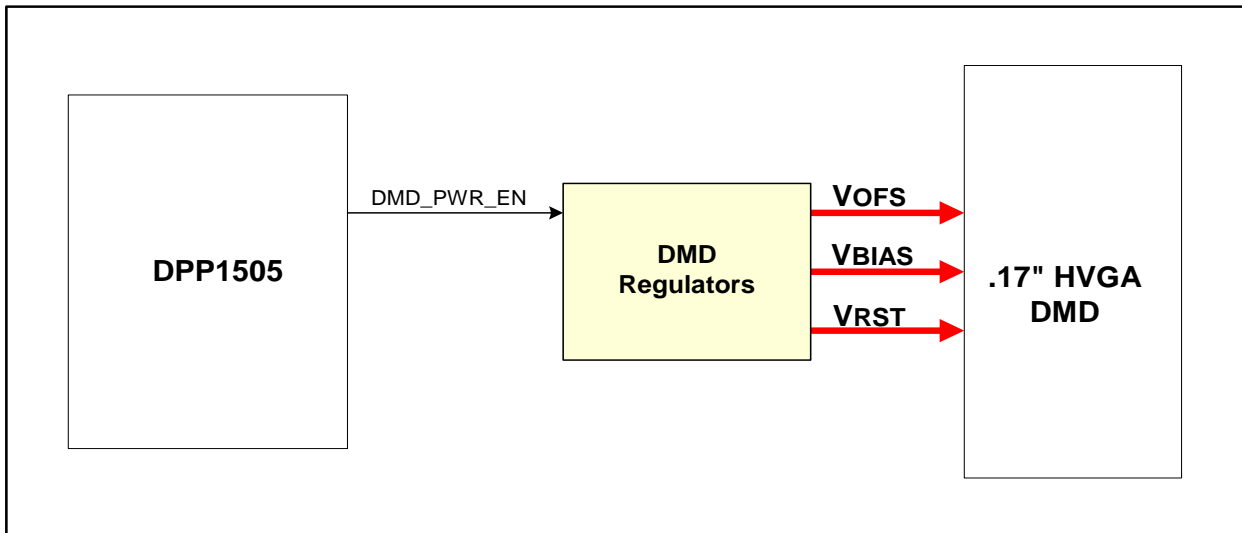 DPP1505
DMD_PWR_EN
DMD
Regulators
VOFS
VBIAS
VRST
.17" HVGA
DMD